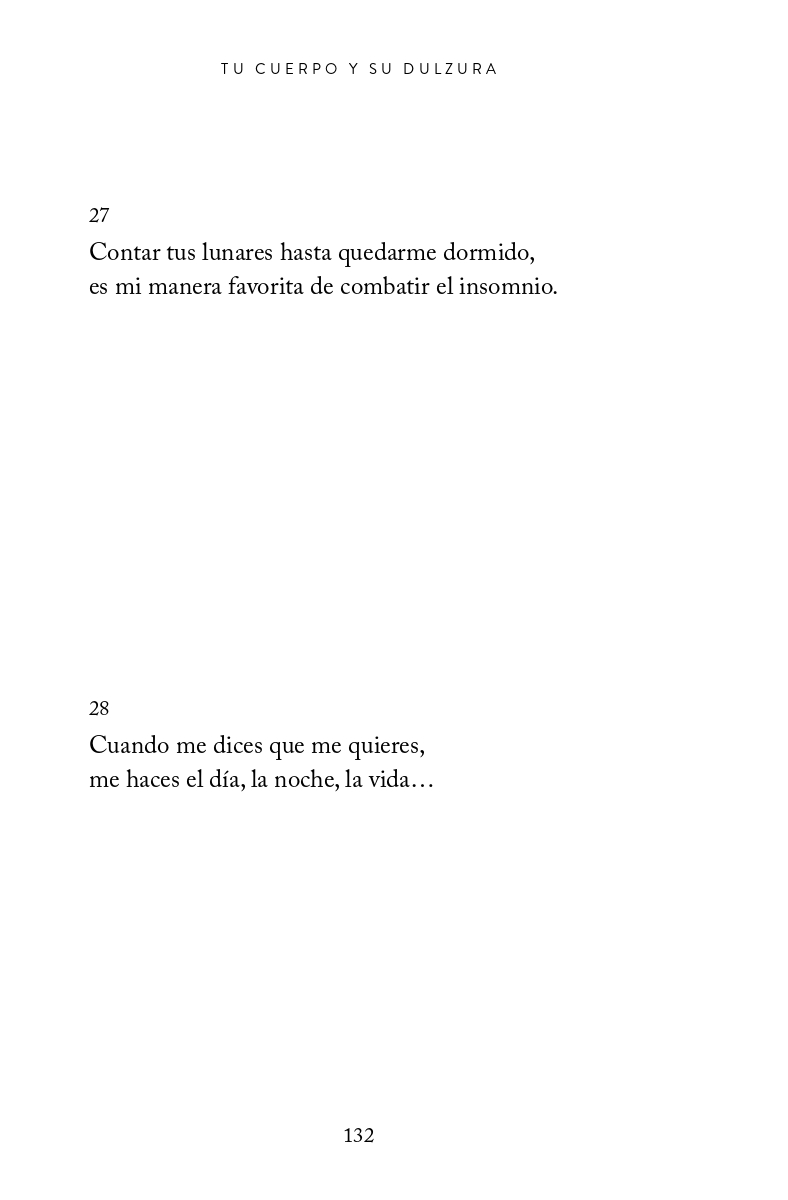 TU CUERPO Y SU DULZURA
27
Contar tus lunares hasta quedarme dormido,
es mi manera favorita de combatir el insomnio.
28
Cuando me dices que me quieres,
me haces el día, la noche, la vida…
132